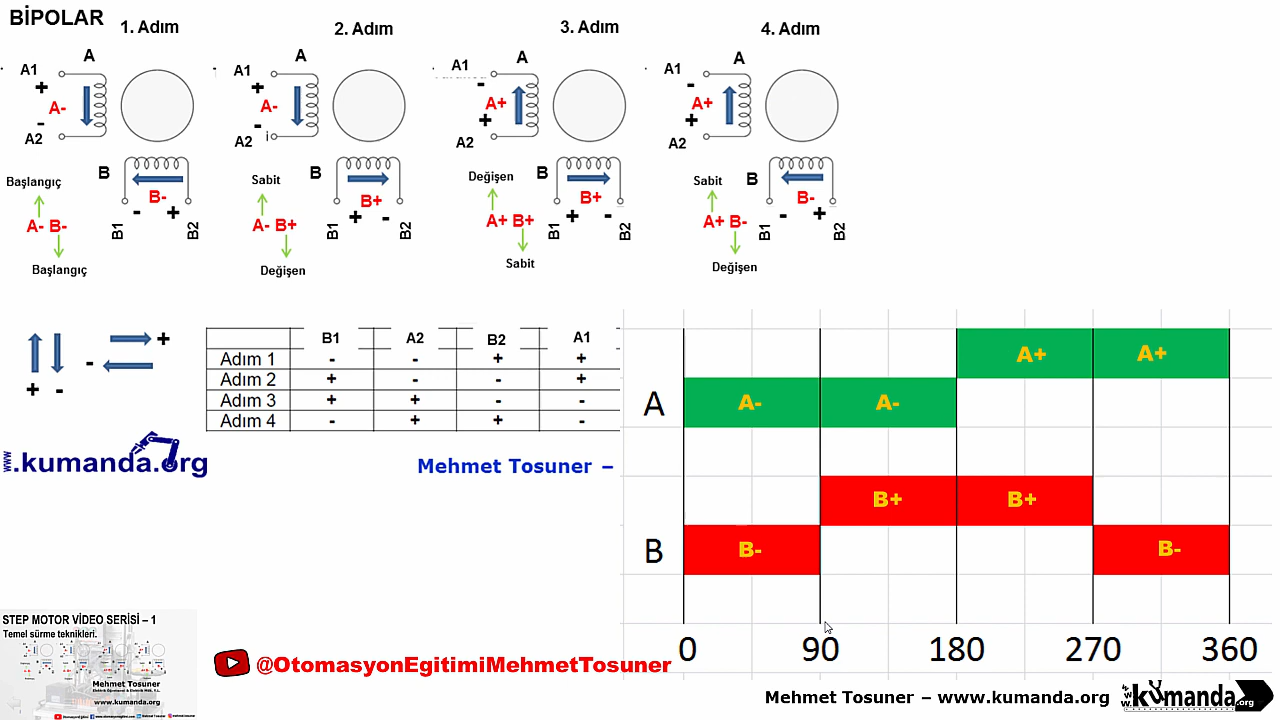 BİPOLAR
1. Adım
2. Adım
3. Adım
4. Adım
A
A1
+
A-
-
A2
B
B-
- +
B1
B2
Başlangıç
A- B-
Başlangıç
A
A1
+
A-
-
A2
B
B+
+ -
B1
B2
Sabit
A- B+
Değişen
A
A1
-
A+
+
A2
B
B+
+ -
B1
B2
Değişen
A+ B+
Sabit
A
A1
-
A+
+
A2
B
B-
- +
B1
B2
Sabit
A+ B-
Değişen
+
-
+ -
B1 A2 B2 A1
Adım 1 - - + +
Adım 2 + - - +
Adım 3 + + - -
Adım 4 - + + -
www.kumanda.org
Mehmet Tosuner –
A+ A+
A A- A-
B+ B+
B B- B-
0 90 180 270 360
STEP MOTOR VİDEO SERİSİ – 1
Temel sürme teknikleri.
Mehmet Tosuner
@OtomasyonEgitimiMehmetTosuner
Mehmet Tosuner – www.kumanda.org
www.kumanda.org